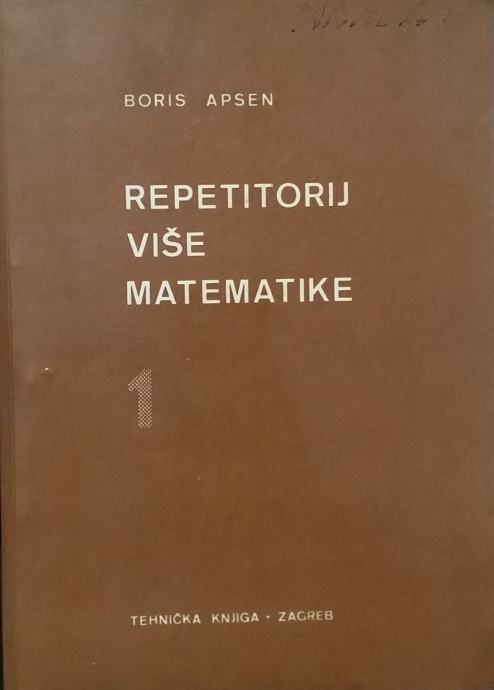 BORIS APSEN
REPETITORIJ
VIŠE
MATEMATIKE
1
TEHNIČKA KNJIGA • ZAGREB